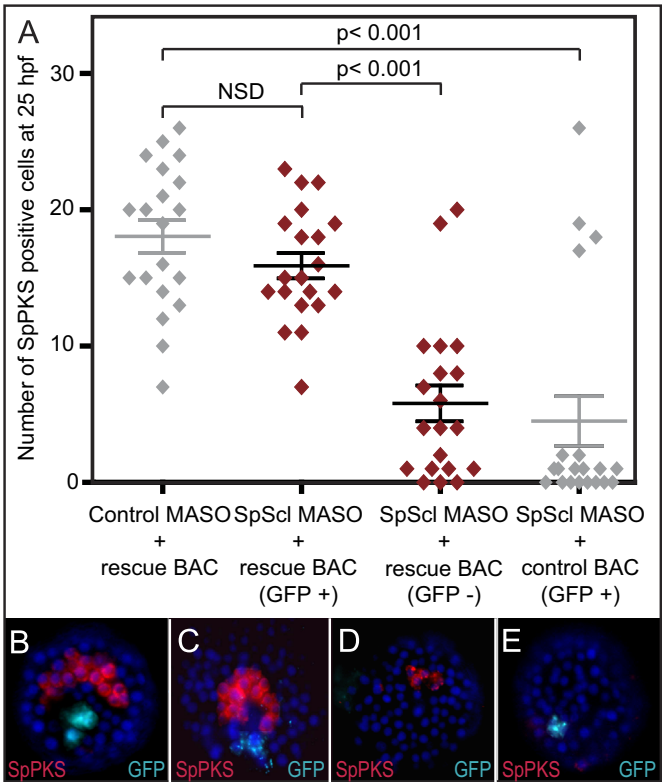 A
Number of SpPKS positive cells at 25 hpf
30
20
10
0
p< 0.001
p< 0.001
NSD
Control MASO
+
rescue BAC
SpScl MASO
+
rescue BAC
(GFP +)
SpScl MASO
+
rescue BAC
(GFP -)
SpScl MASO
+
control BAC
(GFP +)
B
SpPKS GFP
C
SpPKS GFP
D
SpPKS GFP
E
SpPKS GFP